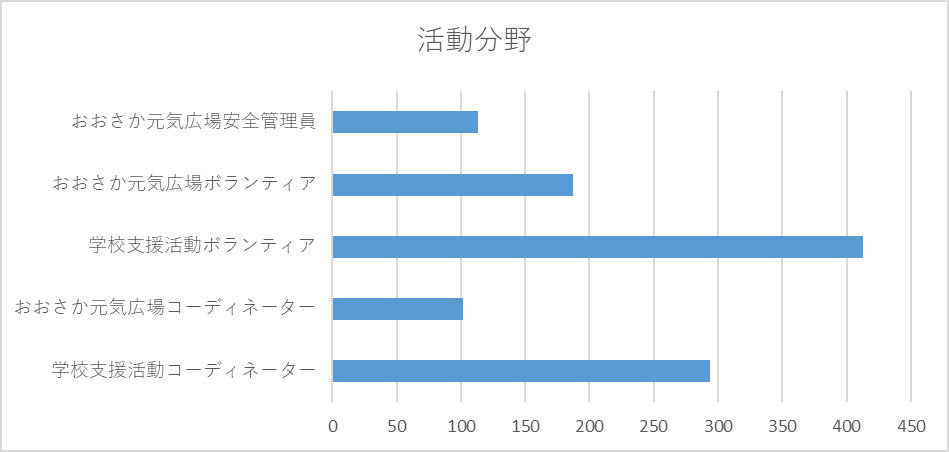 活動分野
おおさか元気広場安全管理員
おおさか元気広場ボランティア
学校支援活動ボランティア
おおさか元気広場コーディネーター
学校支援活動コーディネーター
0 50 100 150 200 250 300 350 400 450